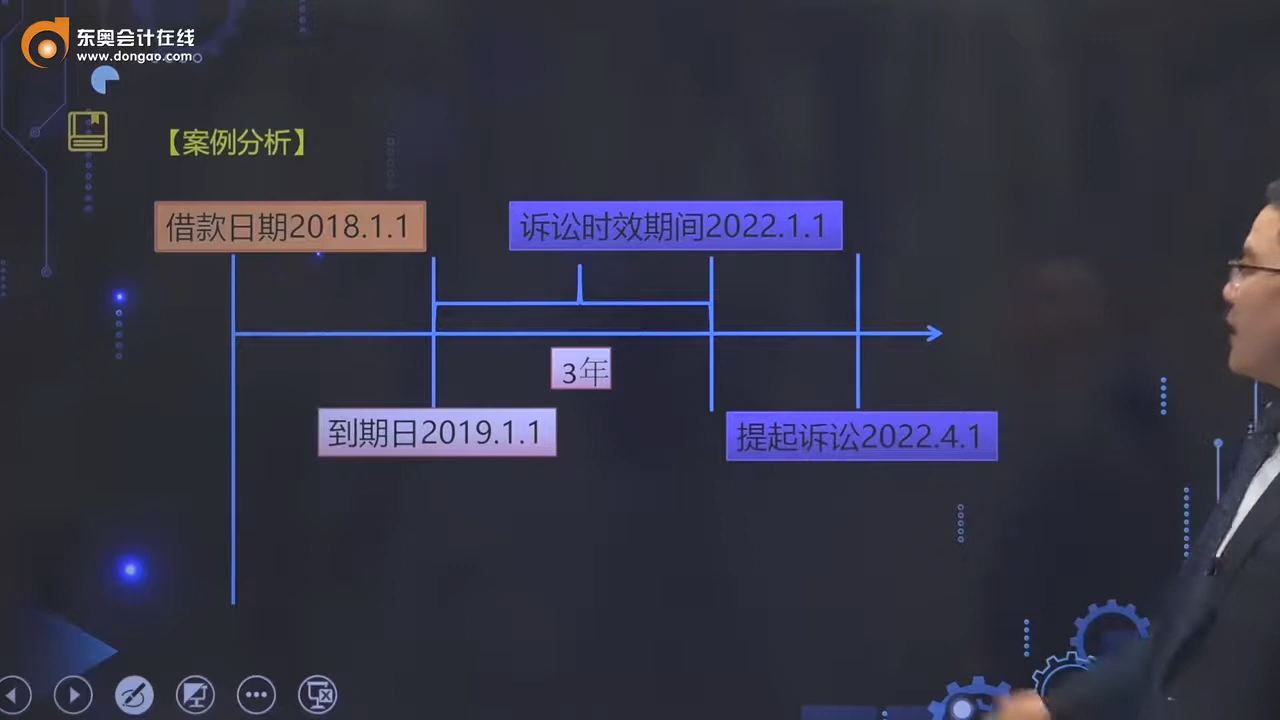 东奥会计在线
www.dongao.com
【案例分析】
借款日期2018.1.1
诉讼时效期间2022.1.1
3年
到期日2019.1.1
提起诉讼2022.4.1